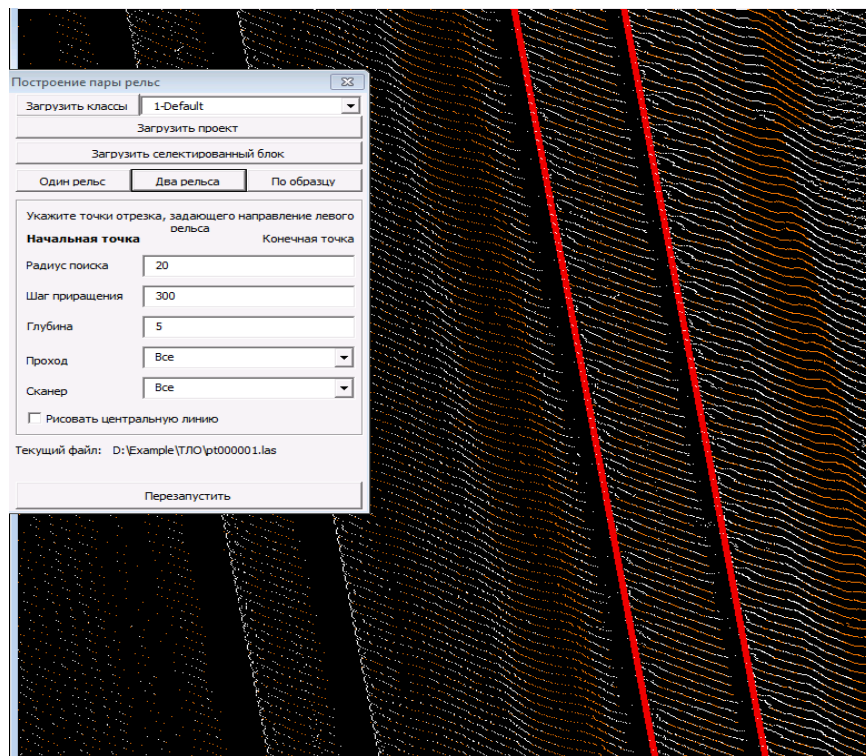 Построение пары рельс
Загрузить классы 1-Default
Загрузить проект
Загрузить селектированный блок
Один рельс Два рельса По образцу
Укажите точки отрезка, задающего направление левого
рельса
Начальная точка Конечная точка
Радиус поиска 20
Шаг приращения 300
Глубина 5
Проход Все
Сканер Все
Рисовать центральную линию
Текущий файл: D:\Example\ТЛО\pt000001.las
Перезапустить